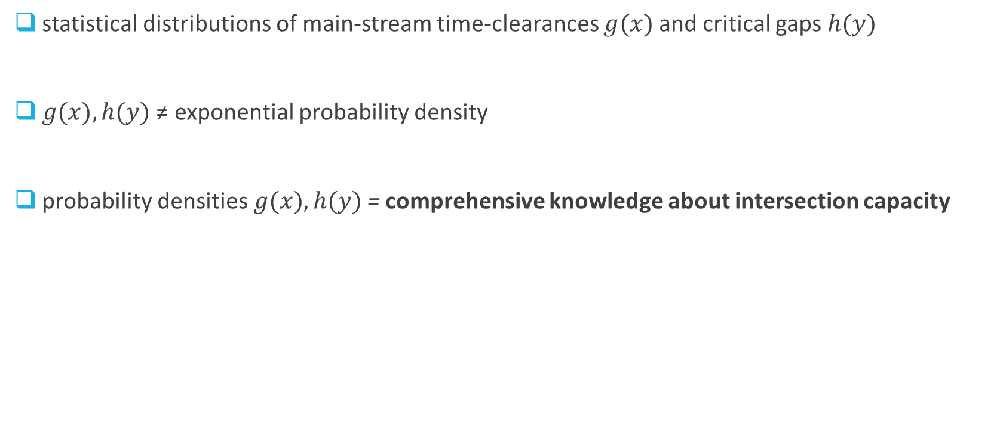 ❑ statistical distributions of main-stream time-clearances g(x) and critical gaps h(y)
❑ g(x), h(y) ≠ exponential probability density
❑ probability densities g(x), h(y) = comprehensive knowledge about intersection capacity